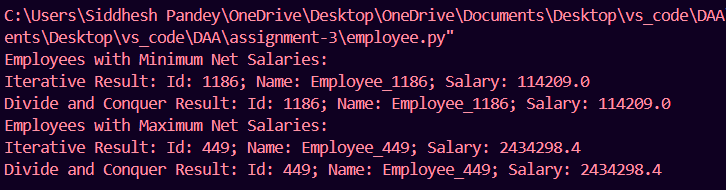 C:\Users\Siddhesh Pandey\OneDrive\Desktop\OneDrive\Documents\Desktop\vs_code\DAA
ents\Desktop\vs_code\DAA\assignment-3\employee.py"
Employees with Minimum Net Salaries:
Iterative Result: Id: 1186; Name: Employee_1186; Salary: 114209.0
Divide and Conquer Result: Id: 1186; Name: Employee_1186; Salary: 114209.0
Employees with Maximum Net Salaries:
Iterative Result: Id: 449; Name: Employee_449; Salary: 2434298.4
Divide and Conquer Result: Id: 449; Name: Employee_449; Salary: 2434298.4